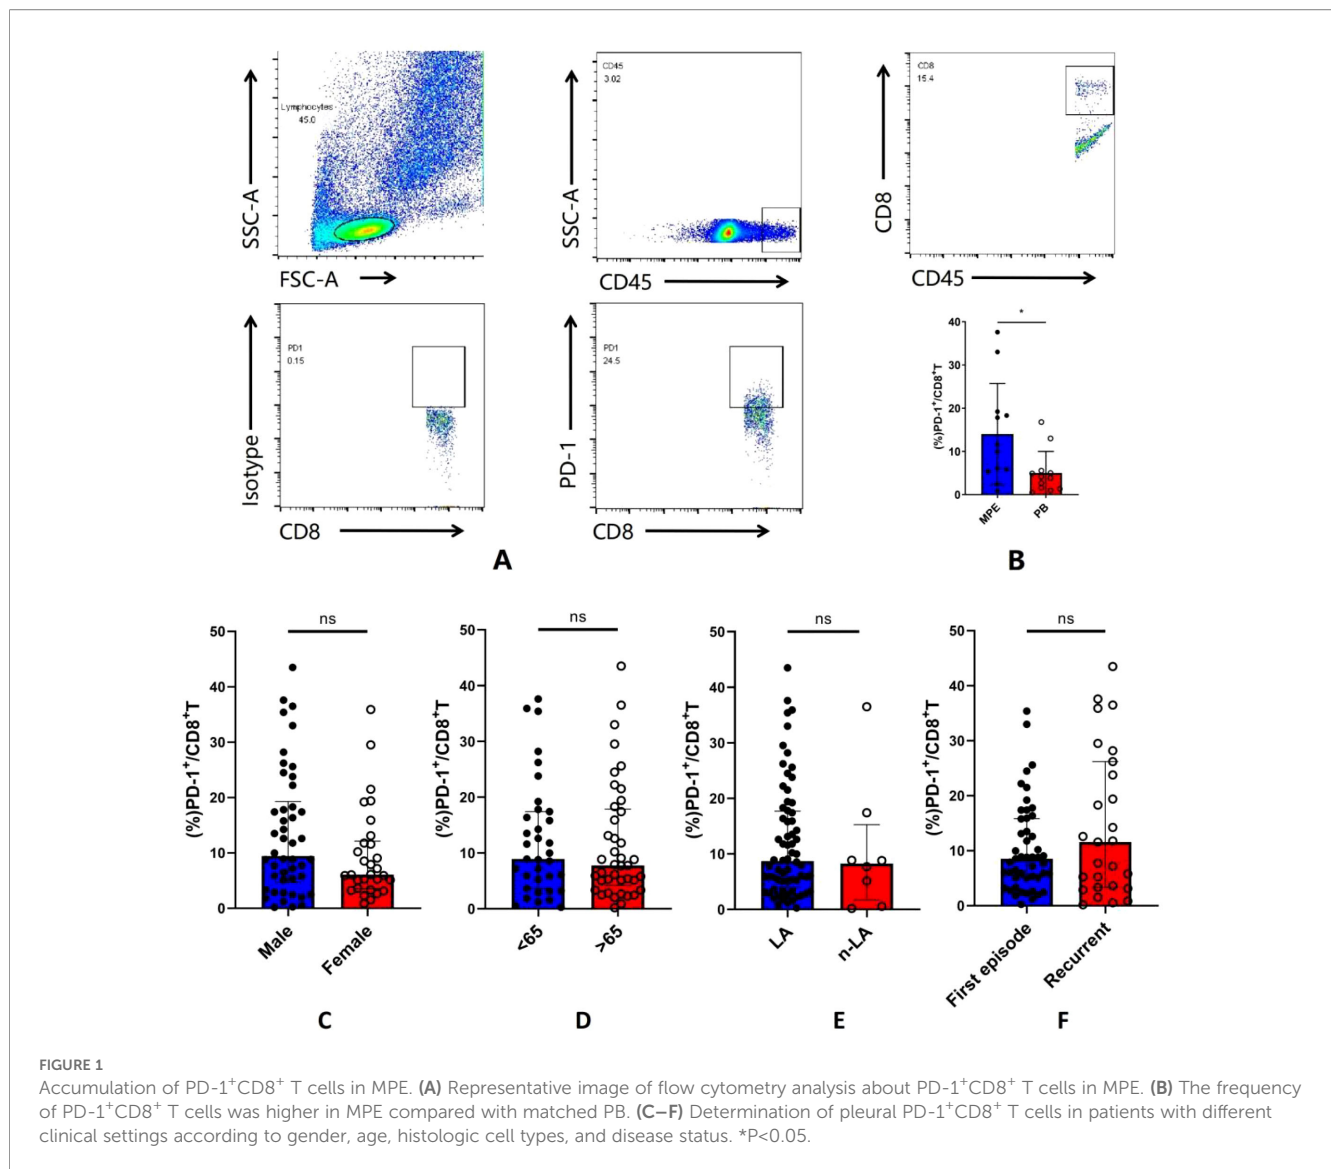 SSC-A
Lymphocytes
45.0
FSC-A
SSC-A
CD45
3.02
CD45
CD8
CD8
15.4
CD45
Isotype
PD1
0.15
CD8
PD-1
PD1
24.5
CD8
A
(%)PD-1⁺/CD8⁺T
40
30
20
10
0
*
MPE
PB
B
(%)PD-1⁺/CD8⁺T
50
40
30
20
10
0
ns
Male
Female
C
(%)PD-1⁺/CD8⁺T
50
40
30
20
10
0
ns
<65
>65
D
(%)PD-1⁺/CD8⁺T
50
40
30
20
10
0
ns
LA
n-LA
E
(%)PD-1⁺/CD8⁺T
50
40
30
20
10
0
ns
First episode
Recurrent
F
FIGURE 1
Accumulation of PD-1⁺CD8⁺ T cells in MPE. (A) Representative image of flow cytometry analysis about PD-1⁺CD8⁺ T cells in MPE. (B) The frequency
of PD-1⁺CD8⁺ T cells was higher in MPE compared with matched PB. (C–F) Determination of pleural PD-1⁺CD8⁺ T cells in patients with different
clinical settings according to gender, age, histologic cell types, and disease status. *P<0.05.